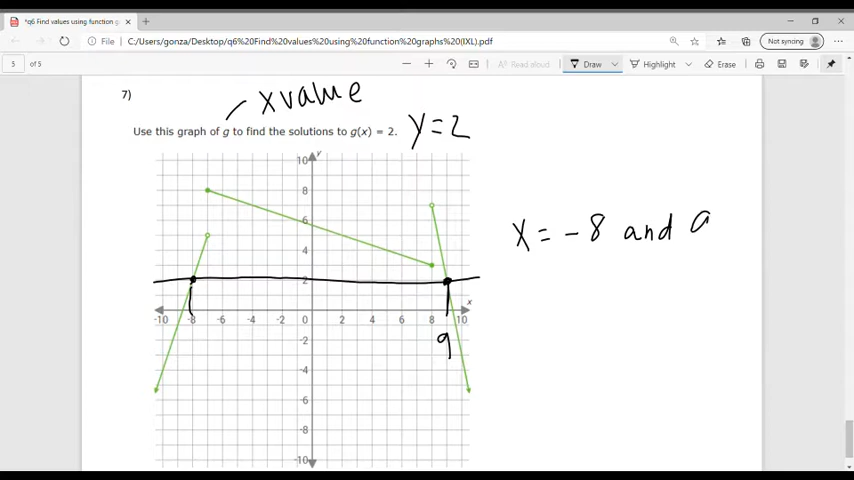 *q6 Find values using function g
File
C:/Users/gonza/Desktop/q6%20Find%20values%20using%20function%20graphs%20(IXL).pdf
Not syncing
5 of 5
Read aloud
Draw
Highlight
Erase
7)
x value
Use this graph of g to find the solutions to g(x) = 2.
y = 2
y
10
8
6
4
2
x = -8 and
x
-10 -8 -6 -4 -2 0 2 4 6 8 10
-2
9
-4
-6
-8
-10